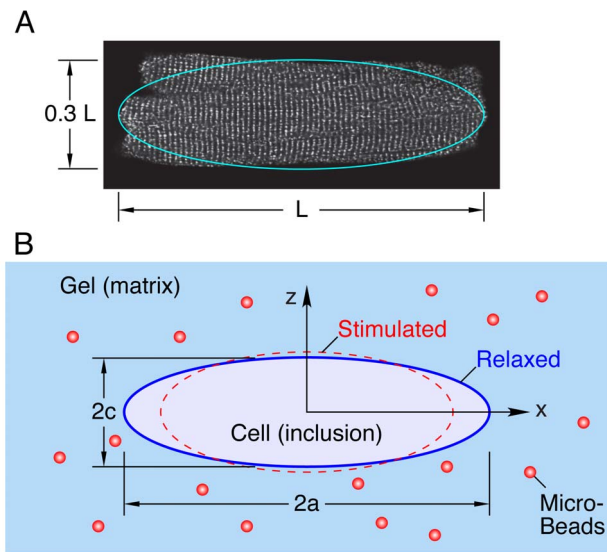 A
0.3 L
L
B
Gel (matrix)
z
Stimulated
Relaxed
2c
x
Cell (inclusion)
2a
Micro-
Beads